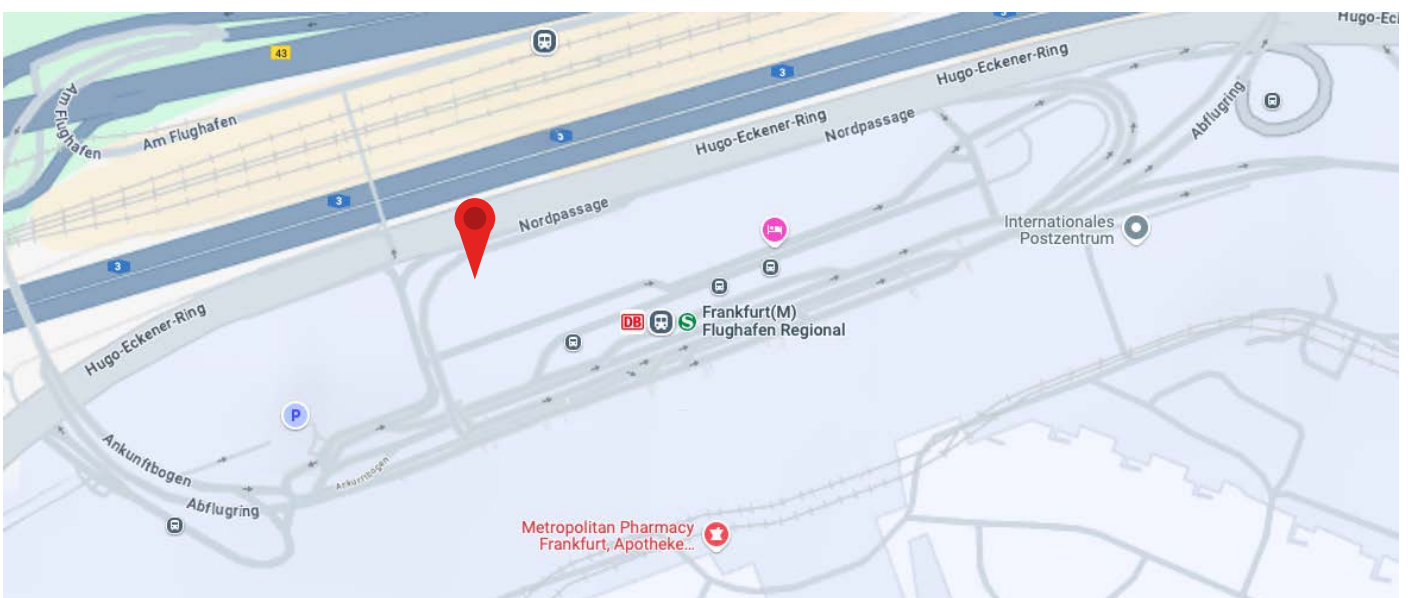 Hugo-Ec
43
3
Am Flughafen
Am Flughafen
3
5
Hugo-Eckener-Ring
Hugo-Eckener-Ring
Nordpassage
Abflugring
3
Nordpassage
Internationales
Postzentrum
3
DB
S
Frankfurt(M)
Flughafen Regional
Hugo-Eckener-Ring
P
Ankunftbogen
Ankunftbogen
Abflugring
Metropolitan Pharmacy
Frankfurt, Apotheke...